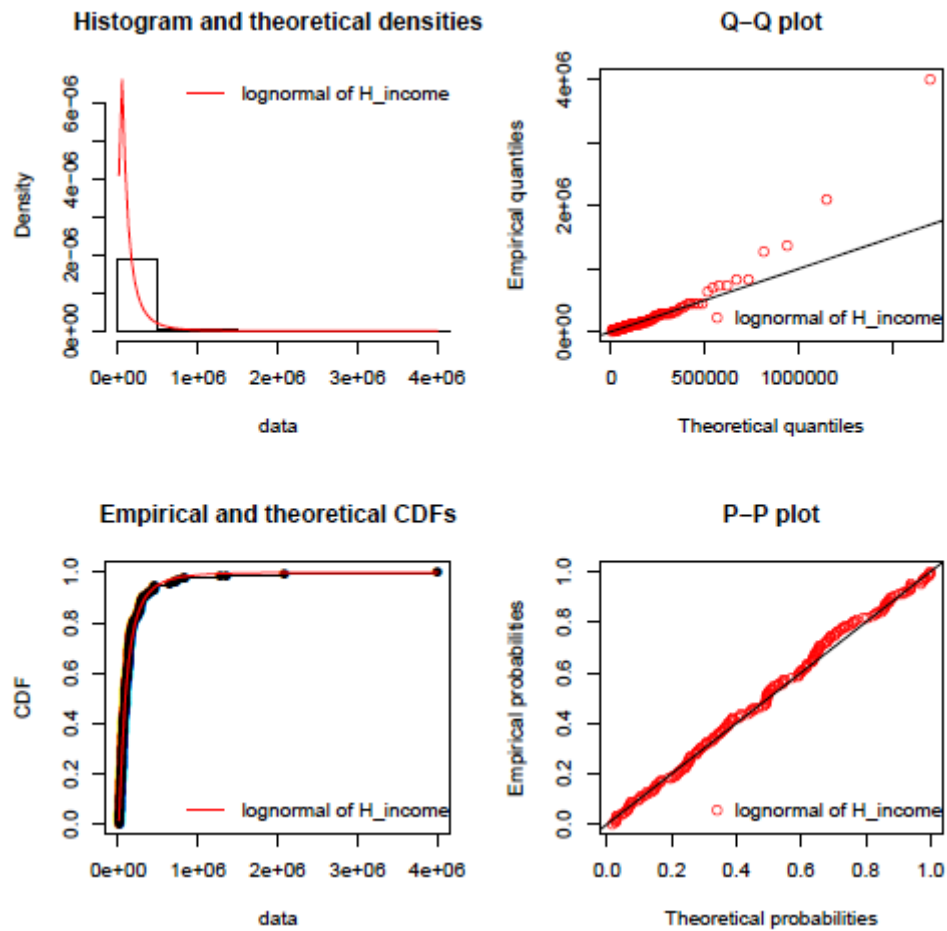 Histogram and theoretical densities
Density
0e+00 2e-06 4e-06 6e-06
lognormal of H_income
0e+00 1e+06 2e+06 3e+06 4e+06
data
Q-Q plot
Empirical quantiles
0e+00 2e+06 4e+06
lognormal of H_income
0 500000 1000000
Theoretical quantiles
Empirical and theoretical CDFs
CDF
0.0 0.2 0.4 0.6 0.8 1.0
lognormal of H_income
0e+00 1e+06 2e+06 3e+06 4e+06
data
P-P plot
Empirical probabilities
0.0 0.2 0.4 0.6 0.8 1.0
lognormal of H_income
0.0 0.2 0.4 0.6 0.8 1.0
Theoretical probabilities